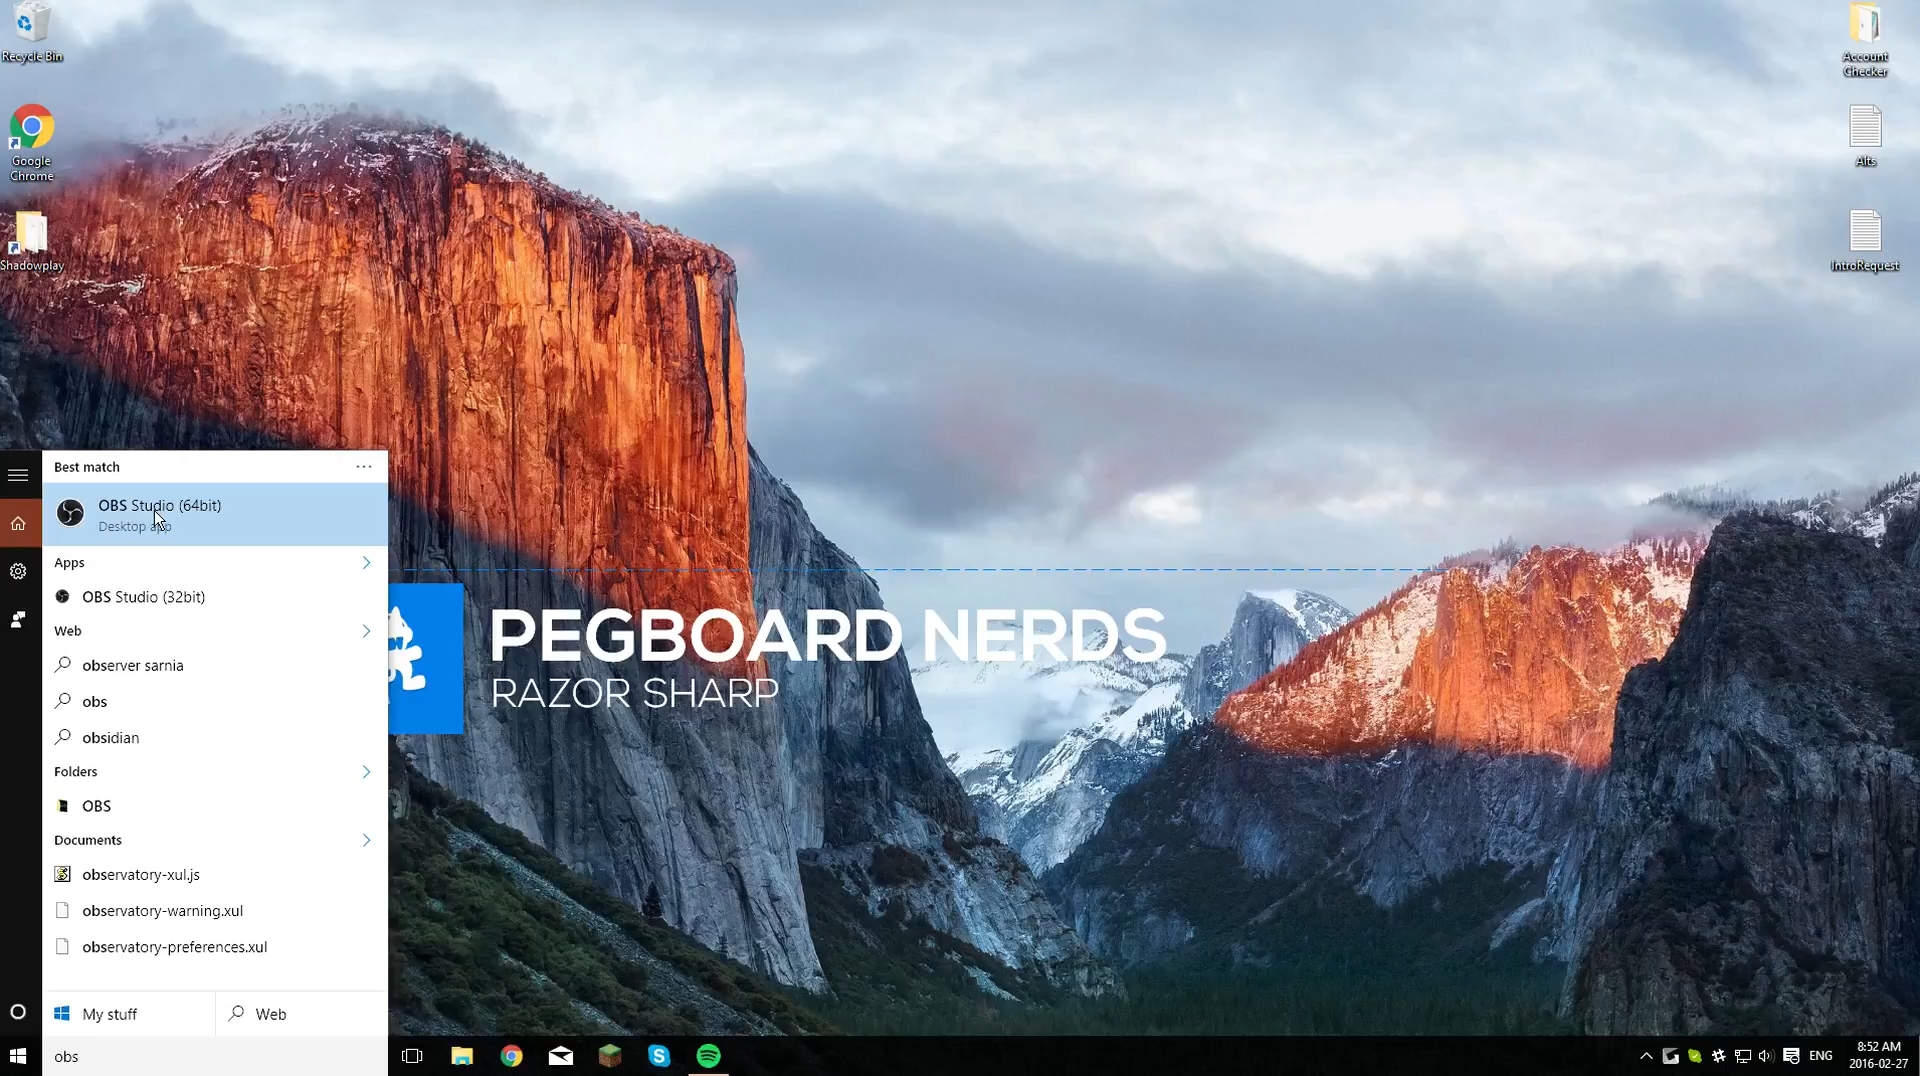 Recycle Bin
Google
Chrome
Shadowplay
Account
Checker
Alts
IntroRequest
Best match
OBS Studio (64bit)
Desktop app
Apps
OBS Studio (32bit)
Web
observer sarnia
obs
obsidian
Folders
OBS
Documents
observatory-xul.js
observatory-warning.xul
observatory-preferences.xul
My stuff
Web
obs
PEGBOARD NERDS
RAZOR SHARP
ENG
8:52 AM
2016-02-27